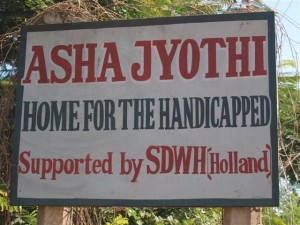 ASHA JYOTHI
HOME FOR THE HANDICAPPED
Supported by SDWH (Holland)